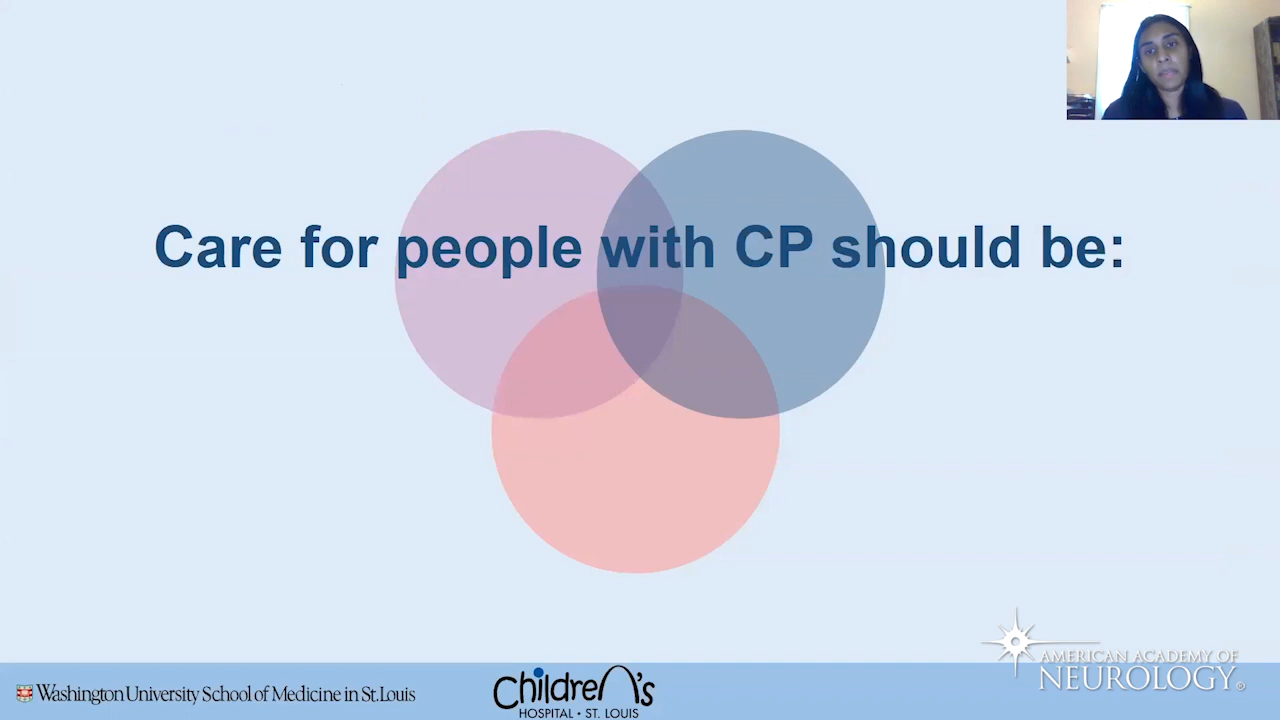 Care for people with CP should be:
AMERICAN ACADEMY OF
NEUROLOGY®
Washington University School of Medicine in St. Louis
Children's
HOSPITAL • ST. LOUIS